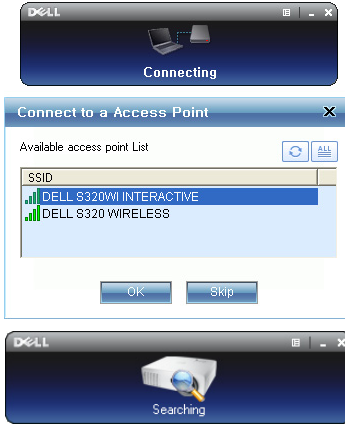 DELL
Connecting
Connect to a Access Point
Available access point List
ALL
SSID
DELL S320WI INTERACTIVE
DELL S320 WIRELESS
OK Skip
DELL
Searching